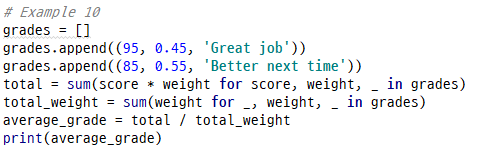 # Example 10
grades = []
grades.append((95, 0.45, 'Great job'))
grades.append((85, 0.55, 'Better next time'))
total = sum(score * weight for score, weight, _ in grades)
total_weight = sum(weight for _, weight, _ in grades)
average_grade = total / total_weight
print(average_grade)